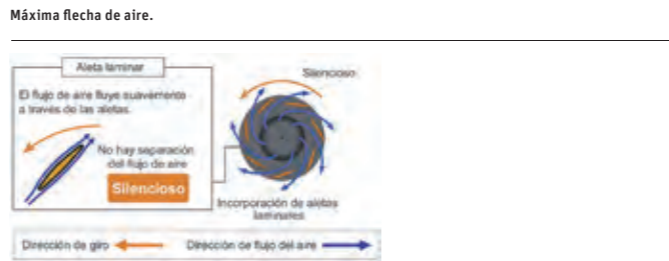 Máxima flecha de aire.
Aleta laminar
Silencioso
El flujo de aire fluye suavemente
a través de las aletas.
No hay separación
del flujo de aire
Silencioso
Incorporación de aletas
laminares
Dirección de giro
Dirección de flujo del aire